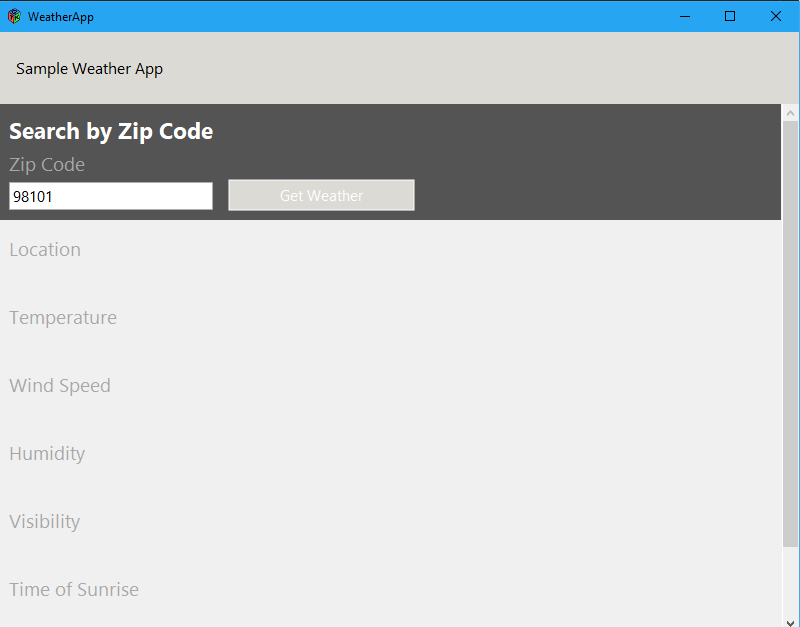 WeatherApp
Sample Weather App
Search by Zip Code
Zip Code
98101
Get Weather
Location
Temperature
Wind Speed
Humidity
Visibility
Time of Sunrise